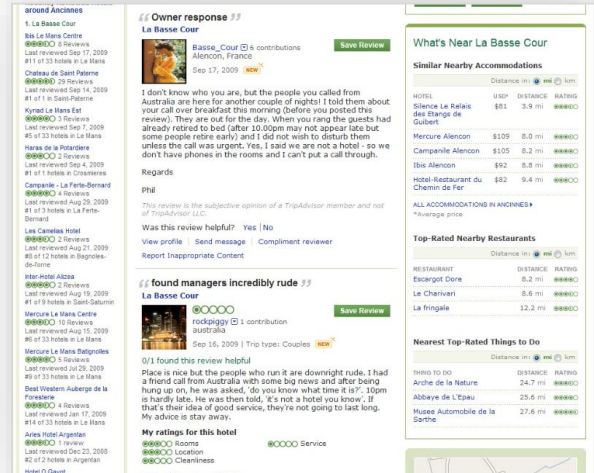 around Ancinnes
1. La Basse Cour
Ibis Le Mans Centre
8 Reviews
Last reviewed Sep 17, 2009
#11 of 33 hotels in Le Mans
Chateau de Saint Paterne
29 Reviews
Last reviewed Sep 14, 2009
#1 of 1 in Saint-Paterne
Kyriad Le Mans Est
3 Reviews
Last reviewed Sep 7, 2009
#5 of 33 hotels in Le Mans
Haras de la Potardiere
2 Reviews
Last reviewed Sep 4, 2009
#1 of 1 hotels in Crosmieres
Campanile - La Ferte-Bernard
4 Reviews
Last reviewed Aug 29, 2009
#1 of 3 hotels in La Ferte-
Bernard
Les Camelias Hotel
2 Reviews
Last reviewed Aug 21, 2009
#8 of 12 hotels in Bagnoles-
de-l'orne
Inter-Hotel Alizea
2 Reviews
Last reviewed Aug 19, 2009
#1 of 9 hotels in Saint-Saturnin
Mercure Le Mans Centre
10 Reviews
Last reviewed Aug 15, 2009
#6 of 33 hotels in Le Mans
Mercure Le Mans Batignolles
5 Reviews
Last reviewed Jul 29, 2009
#9 of 33 hotels in Le Mans
Best Western Auberge de la
Foresterie
4 Reviews
Last reviewed Jan 17, 2009
#14 of 33 hotels in Le Mans
Aries Hotel Argentan
1 review
Last reviewed Dec 23, 2008
#2 of 2 hotels in Argentan
“ Owner response ”
La Basse Cour
Basse_Cour 6 contributions
Alencon, France
Save Review
Sep 17, 2009 NEW
I don't know who you are, but the people you called from
Australia are here for another couple of nights! I told them about
your call over breakfast this morning (before you posted this
review). They are out for the day. When you rang the guests had
already retired to bed (after 10.00pm may not appear late but
some people retire early) and I did not wish to disturb them
unless the call was urgent. Yes, I said we are not a hotel - so we
don't have phones in the rooms and I can't put a call through.
Regards
Phil
This review is the subjective opinion of a TripAdvisor member and not
of TripAdvisor LLC.
Was this review helpful? Yes | No
View profile | Send message | Compliment reviewer
Report Inappropriate Content
“ found managers incredibly rude ”
La Basse Cour
Save Review
rockpiggy 1 contribution
australia
Sep 16, 2009 | Trip type: Couples NEW
0/1 found this review helpful
Place is nice but the people who run it are downright rude. I had
a friend call from Australia with some big news and after being
hung up on, he was asked, 'do you know what time it is?'. 10pm
is hardly late. He was then told, 'it's not a hotel you know'. If
that's their idea of good service, they're not going to last long.
My advice is stay away.
My ratings for this hotel
Rooms Service
Location
Cleanliness
What's Near La Basse Cour
Similar Nearby Accommodations
Distance in: mi km
HOTEL USD* DISTANCE RATING
Silence Le Relais $81 3.9 mi
des Etangs de
Guibert
Mercure Alencon $109 8.0 mi
Campanile Alencon $105 8.2 mi
Ibis Alencon $92 8.8 mi
Hotel-Restaurant du $82 9.4 mi
Chemin de Fer
ALL ACCOMMODATIONS IN ANCINNES
*Average price
Top-Rated Nearby Restaurants
Distance in: mi km
RESTAURANT DISTANCE RATING
Escargot Dore 8.2 mi
Le Charivari 8.6 mi
La fringale 12.2 mi
Nearest Top-Rated Things to Do
Distance in: mi km
THING TO DO DISTANCE RATING
Arche de la Nature 24.7 mi
Abbaye de L'Epau 25.6 mi
Musee Automobile de la 27.6 mi
Sarthe